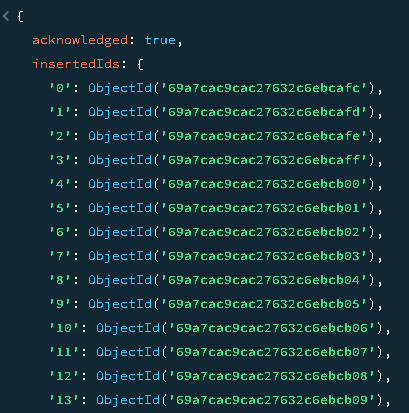 {
acknowledged: true,
insertedIds: {
'0': ObjectId('69a7cac9cac27632c6ebcafc'),
'1': ObjectId('69a7cac9cac27632c6ebcafd'),
'2': ObjectId('69a7cac9cac27632c6ebcafe'),
'3': ObjectId('69a7cac9cac27632c6ebcaff'),
'4': ObjectId('69a7cac9cac27632c6ebcb00'),
'5': ObjectId('69a7cac9cac27632c6ebcb01'),
'6': ObjectId('69a7cac9cac27632c6ebcb02'),
'7': ObjectId('69a7cac9cac27632c6ebcb03'),
'8': ObjectId('69a7cac9cac27632c6ebcb04'),
'9': ObjectId('69a7cac9cac27632c6ebcb05'),
'10': ObjectId('69a7cac9cac27632c6ebcb06'),
'11': ObjectId('69a7cac9cac27632c6ebcb07'),
'12': ObjectId('69a7cac9cac27632c6ebcb08'),
'13': ObjectId('69a7cac9cac27632c6ebcb09'),